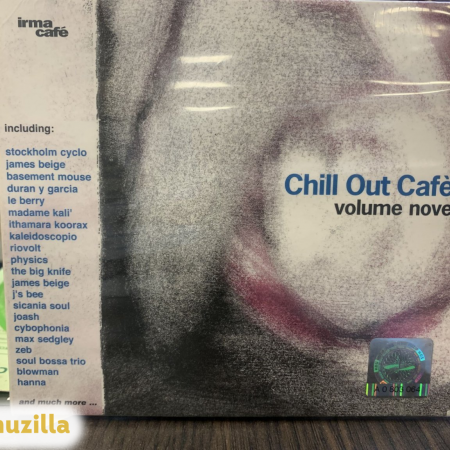 irma
café
including:
stockholm cyclo
james beige
basement mouse
duran y garcia
le berry
madame kali'
ithamara koorax
kaleidoscopio
riovolt
physics
the big knife
james beige
j's bee
sicania soul
joash
cybophonia
max sedgley
zeb
soul bossa trio
blowman
hanna
and much more ...
Chill Out Cafè
volume nove
uzilla